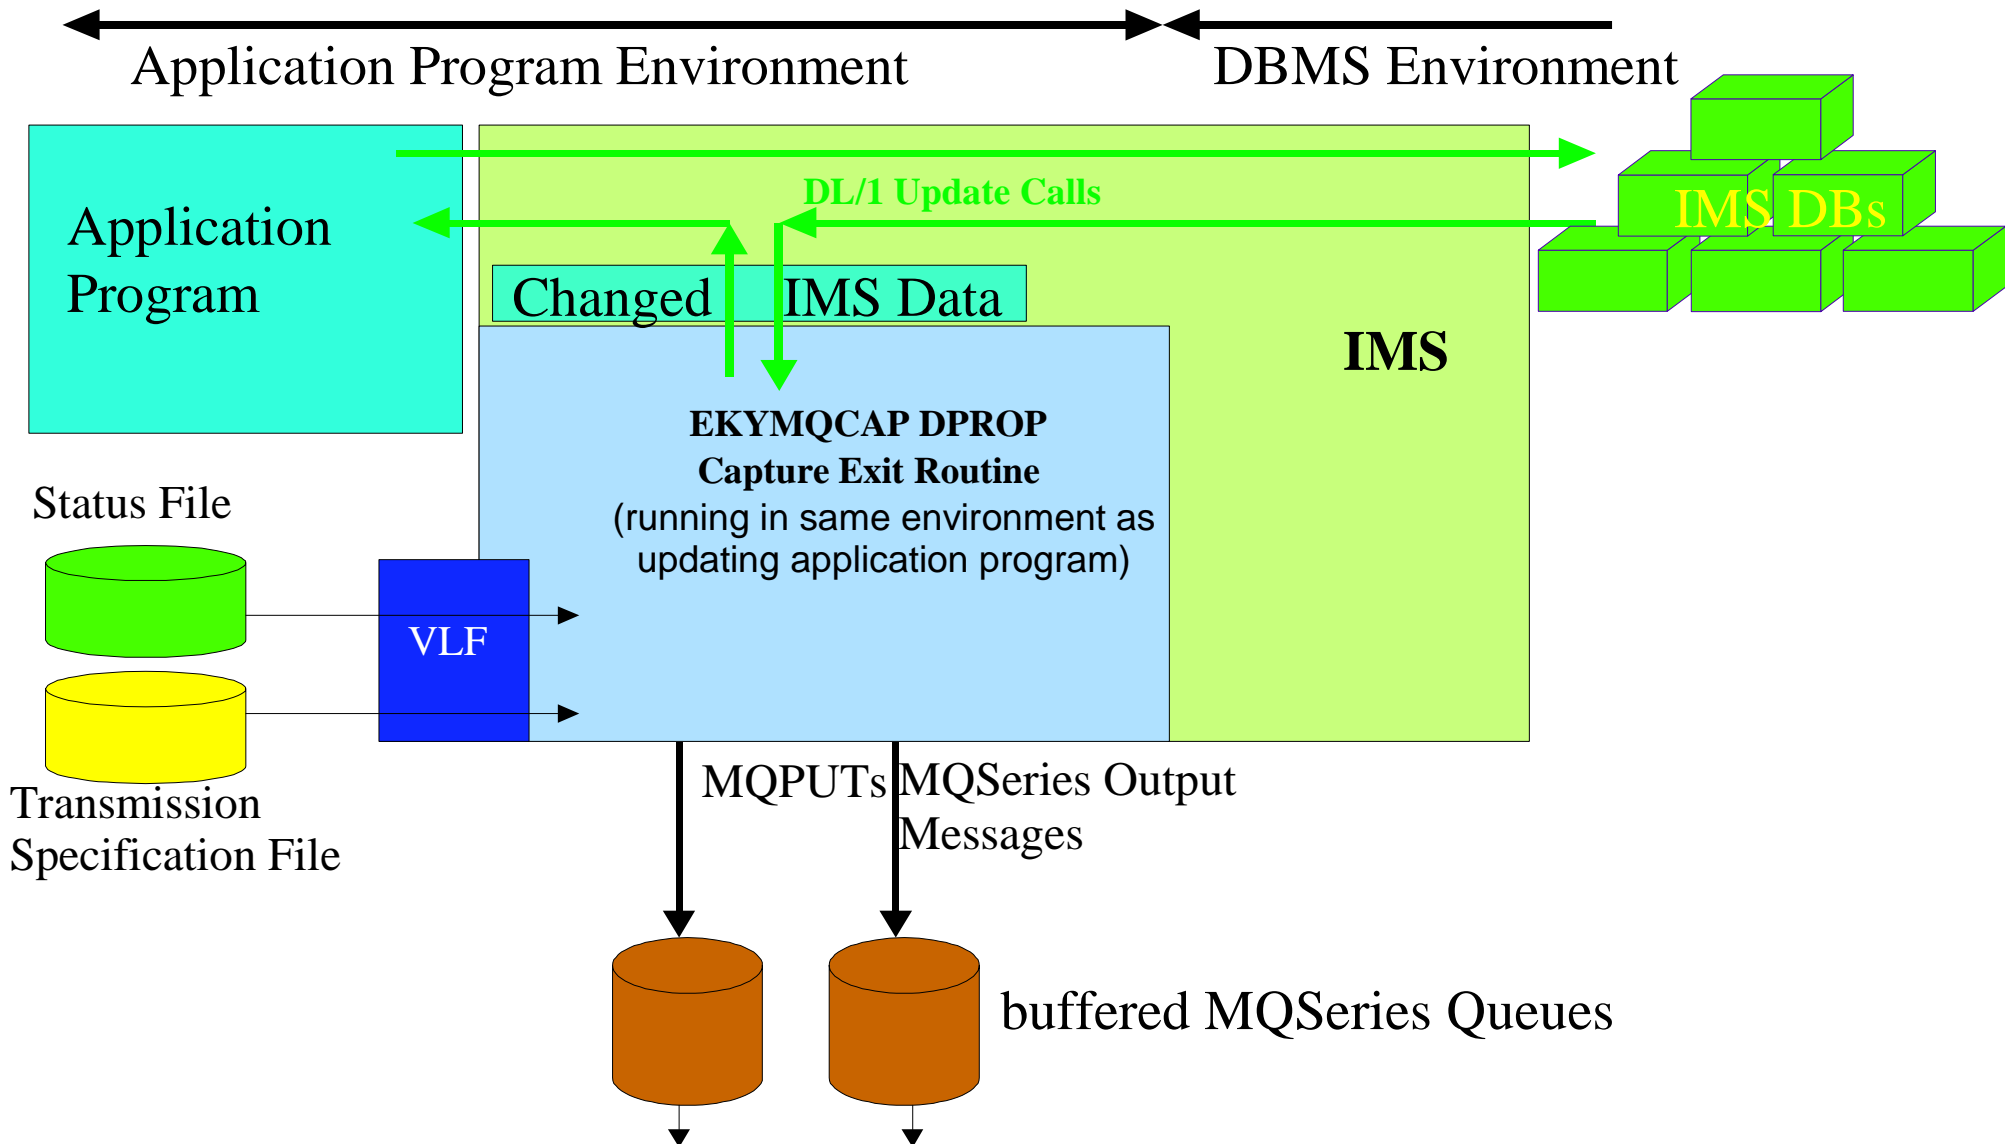 Application Program Environment
DBMS Environment
DL/1 Update Calls
IMS DBs
Application
Program
Changed IMS Data
IMS
EKYMQCAP DPROP
Capture Exit Routine
(running in same environment as
updating application program)
Status File
VLF
Transmission
Specification File
MQPUTs
MQSeries Output
Messages
buffered MQSeries Queues